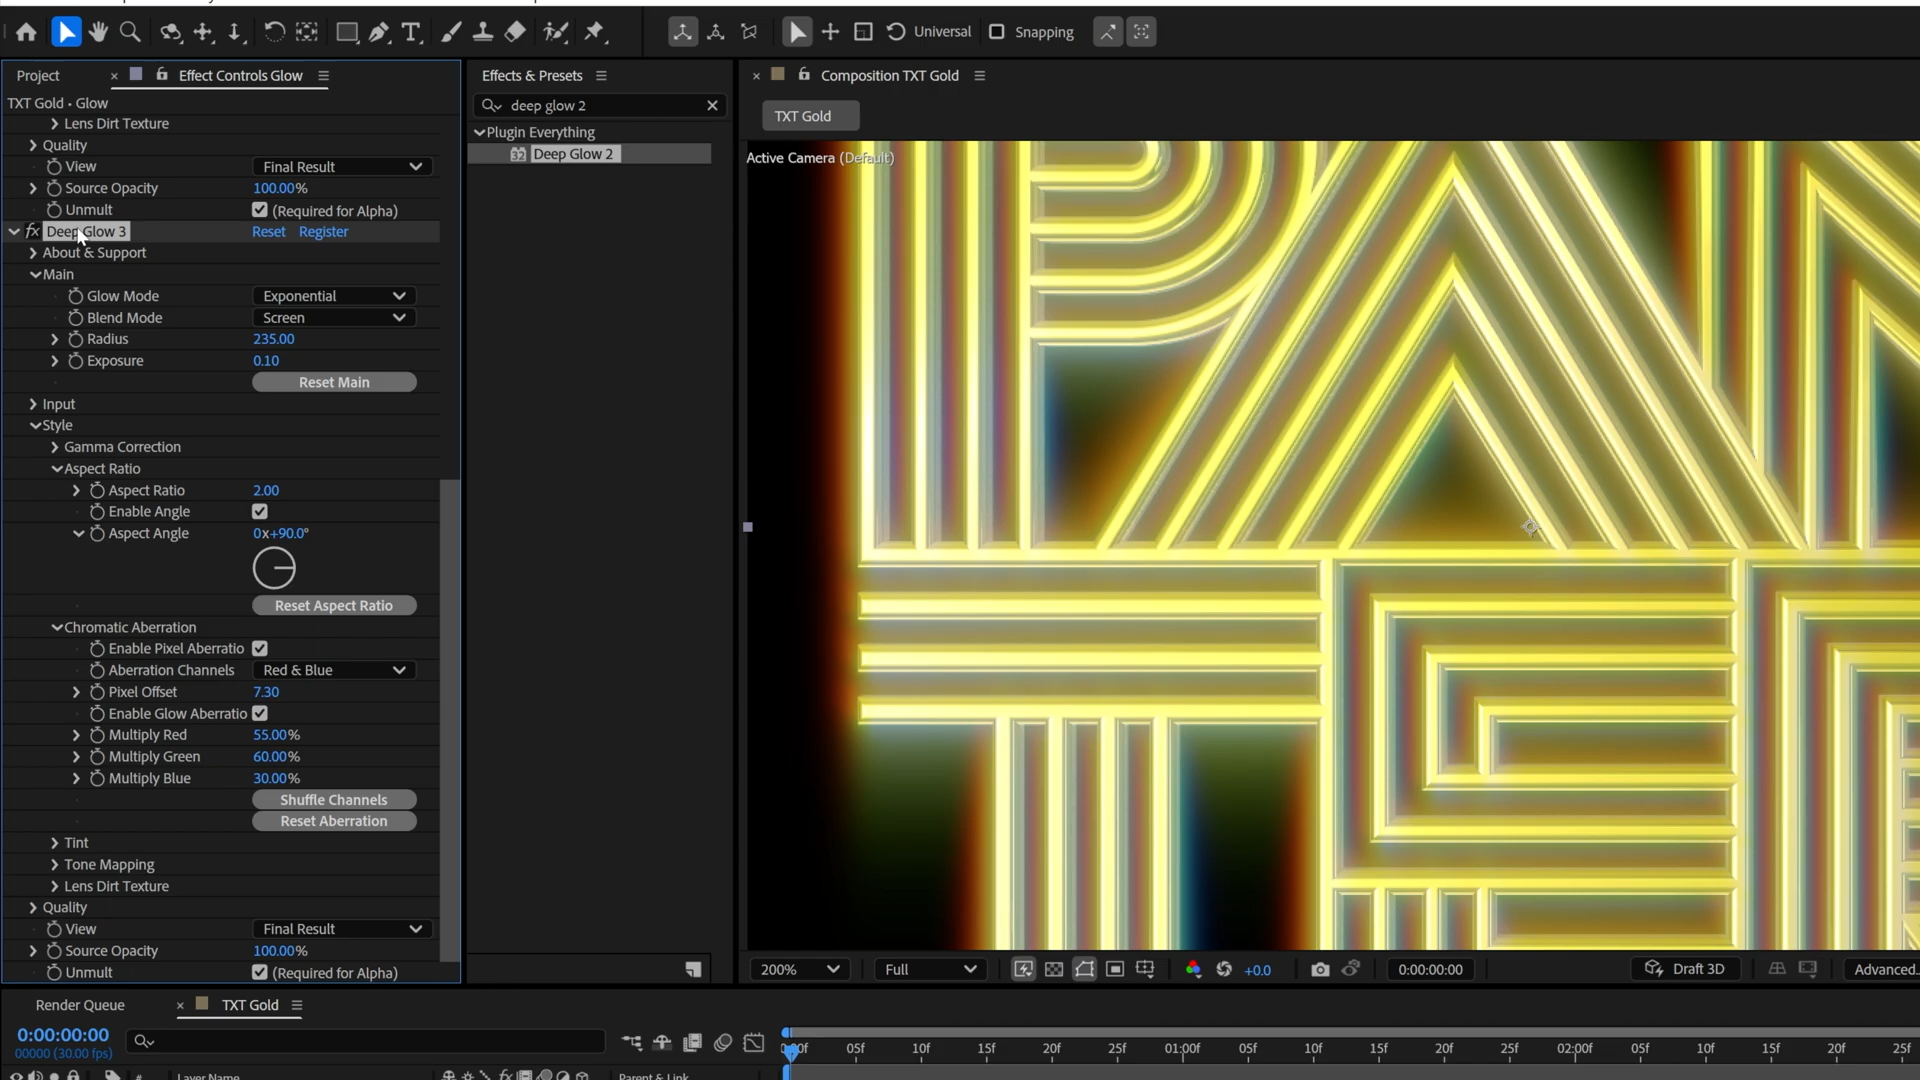 Universal
Snapping
Project
Effect Controls Glow
TXT Gold • Glow
Lens Dirt Texture
Quality
View
Final Result
Source Opacity
100.00%
Unmult
(Required for Alpha)
fx
Deep Glow 3
Reset
Register
About & Support
Main
Glow Mode
Exponential
Blend Mode
Screen
Radius
235.00
Exposure
0.10
Reset Main
Input
Style
Gamma Correction
Aspect Ratio
Aspect Ratio
2.00
Enable Angle
Aspect Angle
0x+90.0°
Reset Aspect Ratio
Chromatic Aberration
Enable Pixel Aberratio
Aberration Channels
Red & Blue
Pixel Offset
7.30
Enable Glow Aberratio
Multiply Red
55.00%
Multiply Green
60.00%
Multiply Blue
30.00%
Shuffle Channels
Reset Aberration
Tint
Tone Mapping
Lens Dirt Texture
Quality
View
Final Result
Source Opacity
100.00%
Unmult
(Required for Alpha)
Effects & Presets
deep glow 2
Plugin Everything
32
Deep Glow 2
Composition TXT Gold
TXT Gold
Active Camera (Default)
200%
Full
+0.0
0:00:00:00
Draft 3D
Advanced...
Render Queue
TXT Gold
0:00:00:00
00000 (30.00 fps)
05f
10f
15f
20f
25f
01:00f
05f
10f
15f
20f
25f
02:00f
05f
10f
15f
20f
25f
Layer Name
Parent & Link